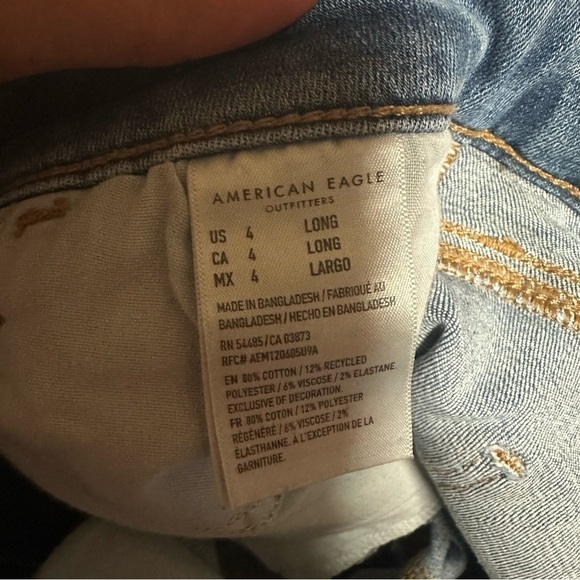 AMERICAN EAGLE
OUTFITTERS
US 4 LONG
CA 4 LONG
MX 4 LARGO
MADE IN BANGLADESH / FABRIQUÉ AU
BANGLADESH / HECHO EN BANGLADESH
RN 54485 / CA 03873
RFC# AEM120605U9A
EN 80% COTTON / 12% RECYCLED
POLYESTER / 6% VISCOSE / 2% ELASTANE.
EXCLUSIVE OF DECORATION.
FR 80% COTON / 12% POLYESTER
RÉGÉNÉRÉ / 6% VISCOSE / 2%
ÉLASTHANNE. À L'EXCEPTION DE LA
GARNITURE.